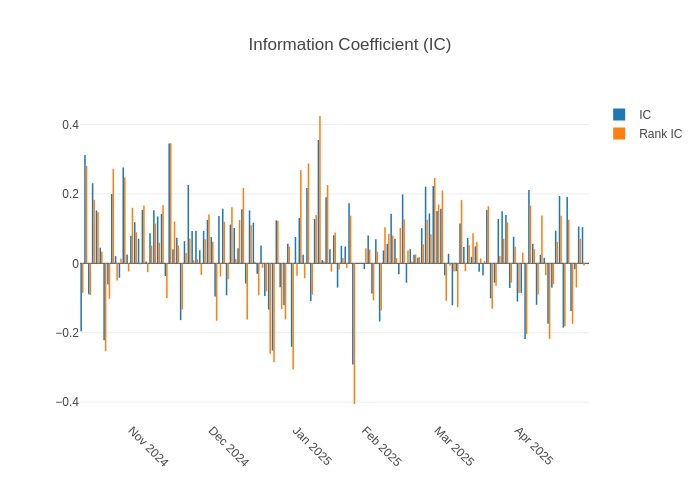 Information Coefficient (IC)
IC
Rank IC
0.4
0.2
0
−0.2
−0.4
Nov 2024
Dec 2024
Jan 2025
Feb 2025
Mar 2025
Apr 2025